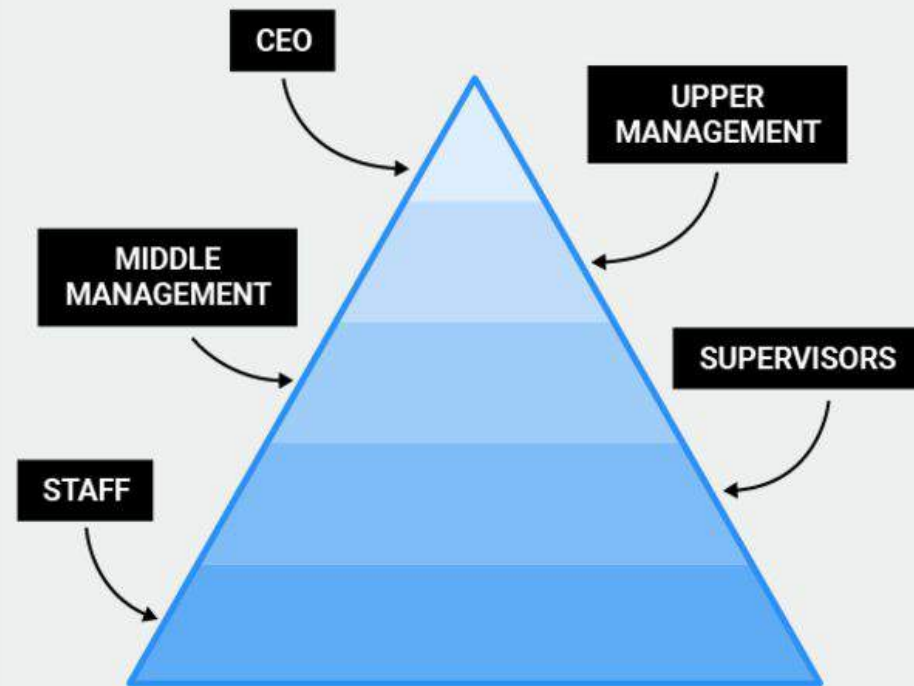 CEO
UPPER
MANAGEMENT
MIDDLE
MANAGEMENT
SUPERVISORS
STAFF